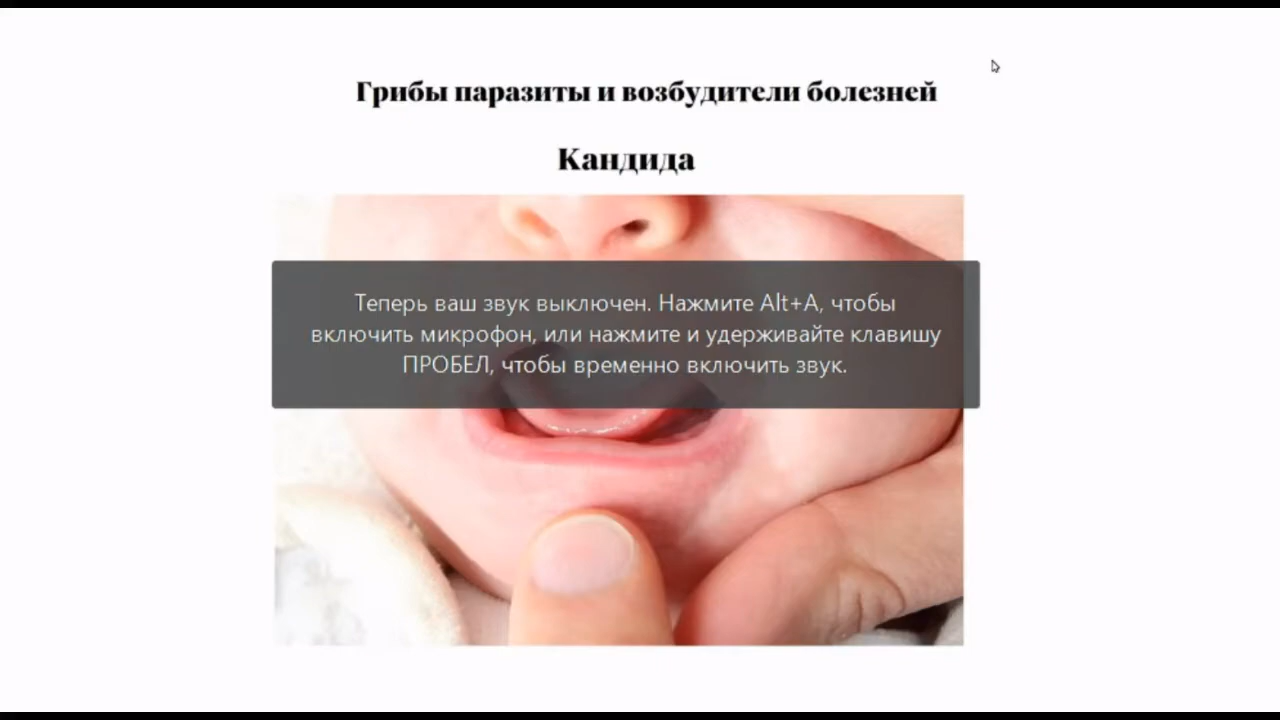 Грибы паразиты и возбудители болезней
Кандида
Теперь ваш звук выключен. Нажмите Alt+A, чтобы
включить микрофон, или нажмите и удерживайте клавишу
ПРОБЕЛ, чтобы временно включить звук.